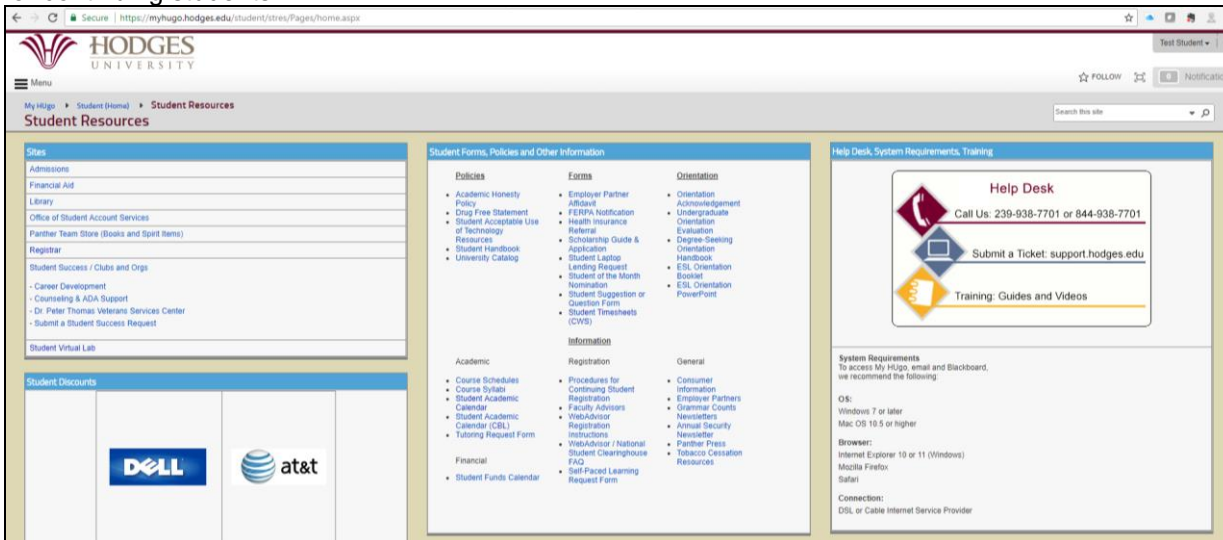 Secure | https://myhugo.hodges.edu/student/stres/Pages/home.aspx
HODGES
UNIVERSITY
Test Student
Menu
FOLLOW
0
My HUgo ▸ Student (Home) ▸ Student Resources
Student Resources
Search this site
Sites
Admissions
Financial Aid
Library
Office of Student Account Services
Panther Team Store (Books and Spirit Items)
Registrar
Student Success / Clubs and Orgs
- Career Development
- Counseling & ADA Support
- Dr. Peter Thomas Veterans Services Center
- Submit a Student Success Request
Student Virtual Lab
Student Discounts
DELL
at&t
Student Forms, Policies and Other Information
Policies
• Academic Honesty
Policy
• Drug Free Statement
• Student Acceptable Use
of Technology
Resources
• Student Handbook
• University Catalog
Forms
• Employer Partner
Affidavit
• FERPA Notification
• Health Insurance
Referral
• Scholarship Guide &
Application
• Student Laptop
Lending Request
• Student of the Month
Nomination
• Student Suggestion or
Question Form
• Student Timesheets
(CWS)
Orientation
• Orientation
Acknowledgement
• Undergraduate
Orientation
Evaluation
• Degree-Seeking
Orientation
Handbook
• ESL Orientation
Booklet
• ESL Orientation
PowerPoint
Information
Academic
• Course Schedules
• Course Syllabi
• Student Academic
Calendar
• Student Academic
Calendar (CBL)
• Tutoring Request Form
Financial
• Student Funds Calendar
Registration
• Procedures for
Continuing Student
Registration
• Faculty Advisors
• WebAdvisor
Registration
Instructions
• WebAdvisor / National
Student Clearinghouse
FAQ
• Self-Paced Learning
Request Form
General
• Consumer
Information
• Employer Partners
• Grammar Counts
Newsletters
• Annual Security
Newsletter
• Panther Press
• Tobacco Cessation
Resources
Help Desk, System Requirements, Training
Help Desk
Call Us: 239-938-7701 or 844-938-7701
Submit a Ticket: support.hodges.edu
Training: Guides and Videos
System Requirements
To access My HUgo, email and Blackboard,
we recommend the following:
OS:
Windows 7 or later
Mac OS 10.5 or higher
Browser:
Internet Explorer 10 or 11 (Windows)
Mozilla Firefox
Safari
Connection:
DSL or Cable Internet Service Provider